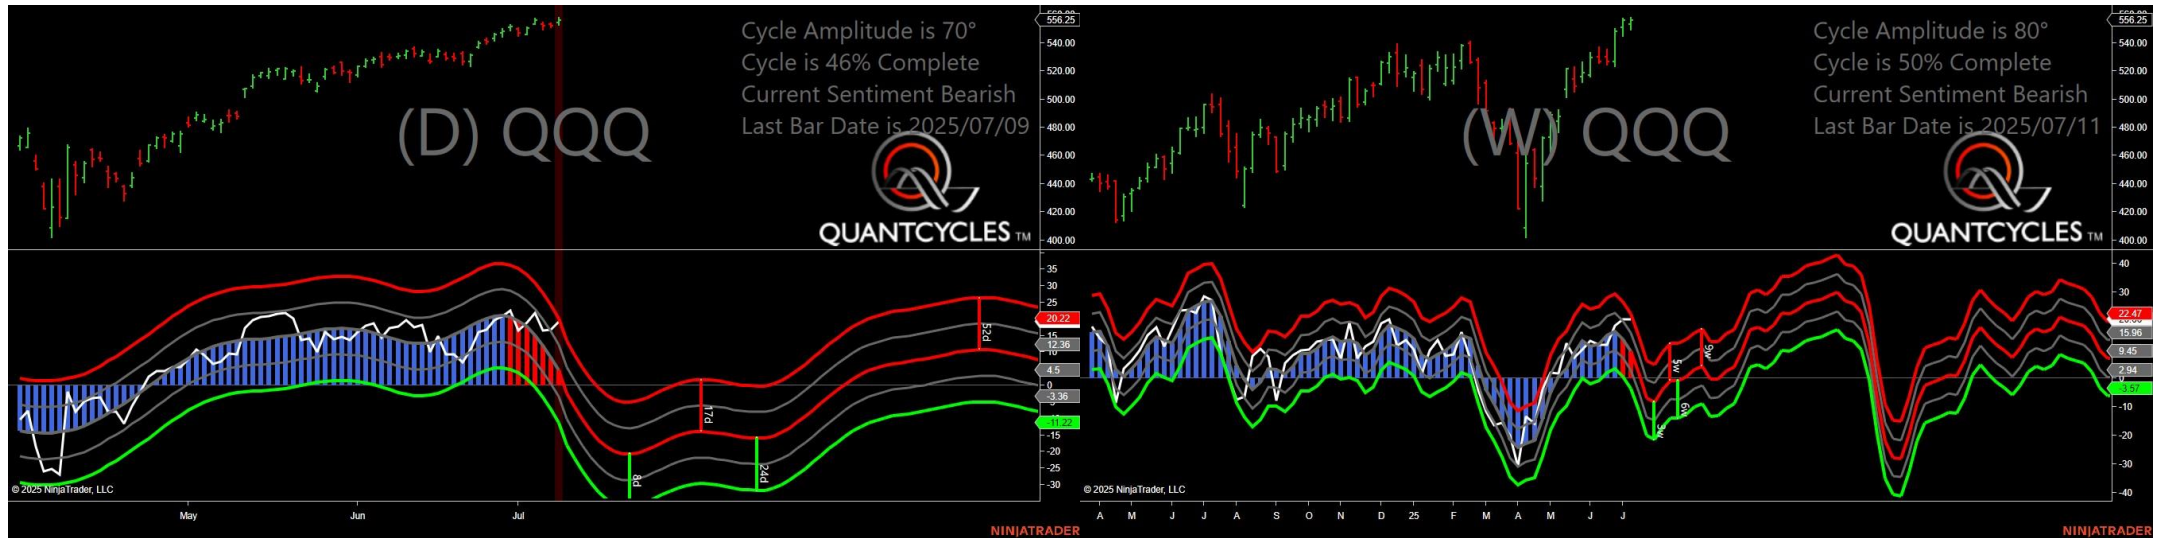 Cycle Amplitude is 70°
Cycle is 46% Complete
Current Sentiment Bearish
Last Bar Date is 2025/07/09
(D) QQQ
QUANTCYCLES TM
556.25
540.00
520.00
500.00
480.00
460.00
440.00
420.00
400.00
35
30
25
20.22
15
12.36
10
4.5
0
-3.36
-11.22
-15
-20
-25
-30
8d
17d
24d
52d
© 2025 NinjaTrader, LLC
May Jun Jul
NINJATRADER
Cycle Amplitude is 80°
Cycle is 50% Complete
Current Sentiment Bearish
Last Bar Date is 2025/07/11
(W) QQQ
QUANTCYCLES TM
556.25
540.00
520.00
500.00
480.00
460.00
440.00
420.00
400.00
40
30
22.47
15.96
9.45
2.94
-3.57
-10
-20
-30
-40
3w
5w
6w
9w
© 2025 NinjaTrader, LLC
A M J J A S O N D 25 F M A M J J
NINJATRADER